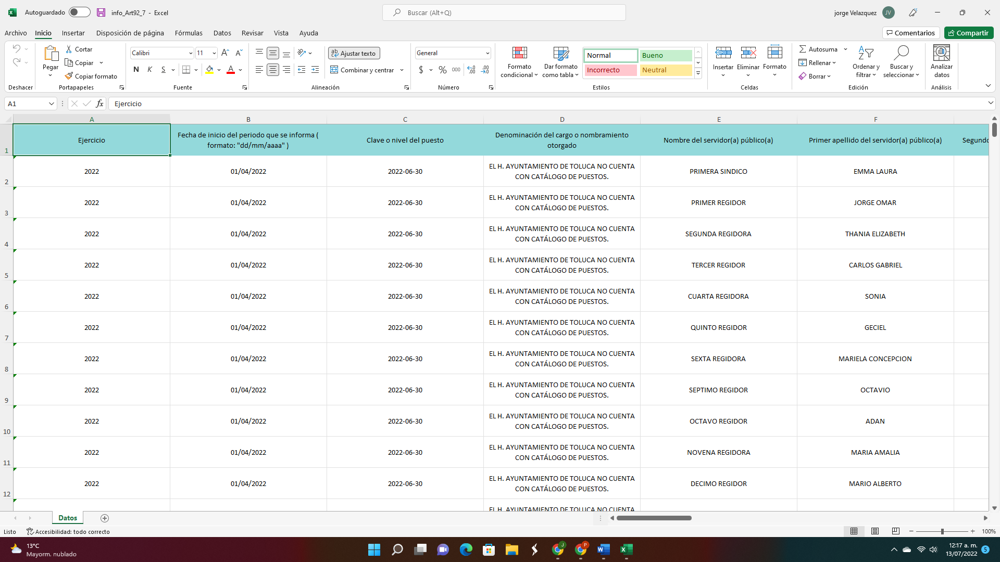 Autoguardado
info_Art92_7 - Excel
Buscar (Alt+Q)
jorge Velazquez
JV
Archivo Inicio Insertar Disposición de página Fórmulas Datos Revisar Vista Ayuda
Comentarios Compartir
Deshacer
Pegar
Cortar
Copiar
Copiar formato
Portapapeles
Calibri 11
N K S
Fuente
Ajustar texto
Combinar y centrar
Alineación
General
$ % 000
Número
Formato condicional
Dar formato como tabla
Normal Bueno
Incorrecto Neutral
Estilos
Insertar Eliminar Formato
Celdas
Autosuma
Rellenar
Borrar
Ordenar y filtrar
Buscar y seleccionar
Edición
Analizar datos
Análisis
A1
fx
Ejercicio
A B C D E F
1 Ejercicio Fecha de inicio del periodo que se informa ( formato: "dd/mm/aaaa" ) Clave o nivel del puesto Denominación del cargo o nombramiento otorgado Nombre del servidor(a) público(a) Primer apellido del servidor(a) público(a) Segundo
2 2022 01/04/2022 2022-06-30 EL H. AYUNTAMIENTO DE TOLUCA NO CUENTA CON CATÁLOGO DE PUESTOS. PRIMERA SINDICO EMMA LAURA
3 2022 01/04/2022 2022-06-30 EL H. AYUNTAMIENTO DE TOLUCA NO CUENTA CON CATÁLOGO DE PUESTOS. PRIMER REGIDOR JORGE OMAR
4 2022 01/04/2022 2022-06-30 EL H. AYUNTAMIENTO DE TOLUCA NO CUENTA CON CATÁLOGO DE PUESTOS. SEGUNDA REGIDORA THANIA ELIZABETH
5 2022 01/04/2022 2022-06-30 EL H. AYUNTAMIENTO DE TOLUCA NO CUENTA CON CATÁLOGO DE PUESTOS. TERCER REGIDOR CARLOS GABRIEL
6 2022 01/04/2022 2022-06-30 EL H. AYUNTAMIENTO DE TOLUCA NO CUENTA CON CATÁLOGO DE PUESTOS. CUARTA REGIDORA SONIA
7 2022 01/04/2022 2022-06-30 EL H. AYUNTAMIENTO DE TOLUCA NO CUENTA CON CATÁLOGO DE PUESTOS. QUINTO REGIDOR GECIEL
8 2022 01/04/2022 2022-06-30 EL H. AYUNTAMIENTO DE TOLUCA NO CUENTA CON CATÁLOGO DE PUESTOS. SEXTA REGIDORA MARIELA CONCEPCION
9 2022 01/04/2022 2022-06-30 EL H. AYUNTAMIENTO DE TOLUCA NO CUENTA CON CATÁLOGO DE PUESTOS. SEPTIMO REGIDOR OCTAVIO
10 2022 01/04/2022 2022-06-30 EL H. AYUNTAMIENTO DE TOLUCA NO CUENTA CON CATÁLOGO DE PUESTOS. OCTAVO REGIDOR ADAN
11 2022 01/04/2022 2022-06-30 EL H. AYUNTAMIENTO DE TOLUCA NO CUENTA CON CATÁLOGO DE PUESTOS. NOVENA REGIDORA MARIA AMALIA
12 2022 01/04/2022 2022-06-30 EL H. AYUNTAMIENTO DE TOLUCA NO CUENTA CON CATÁLOGO DE PUESTOS. DECIMO REGIDOR MARIO ALBERTO
EL H. AYUNTAMIENTO DE TOLUCA NO CUENTA
Datos
Listo Accesibilidad: todo correcto
100%
13°C
Mayorm. nublado
12:17 a. m.
13/07/2022
5